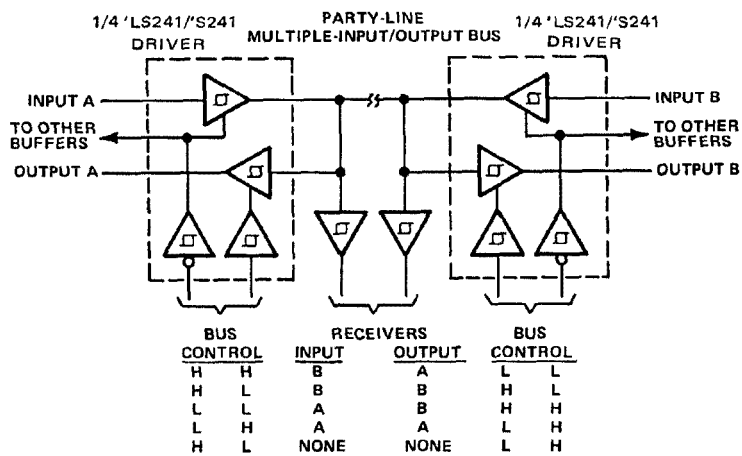 1/4 'LS241/'S241
DRIVER
PARTY-LINE
MULTIPLE-INPUT/OUTPUT BUS
1/4 'LS241/'S241
DRIVER
INPUT A
INPUT B
TO OTHER
BUFFERS
TO OTHER
BUFFERS
OUTPUT A
OUTPUT B
BUS
CONTROL
RECEIVERS
INPUT OUTPUT
BUS
CONTROL
H H B A L L
H L B B H L
L L A B H H
L H A A L H
H L NONE NONE L H